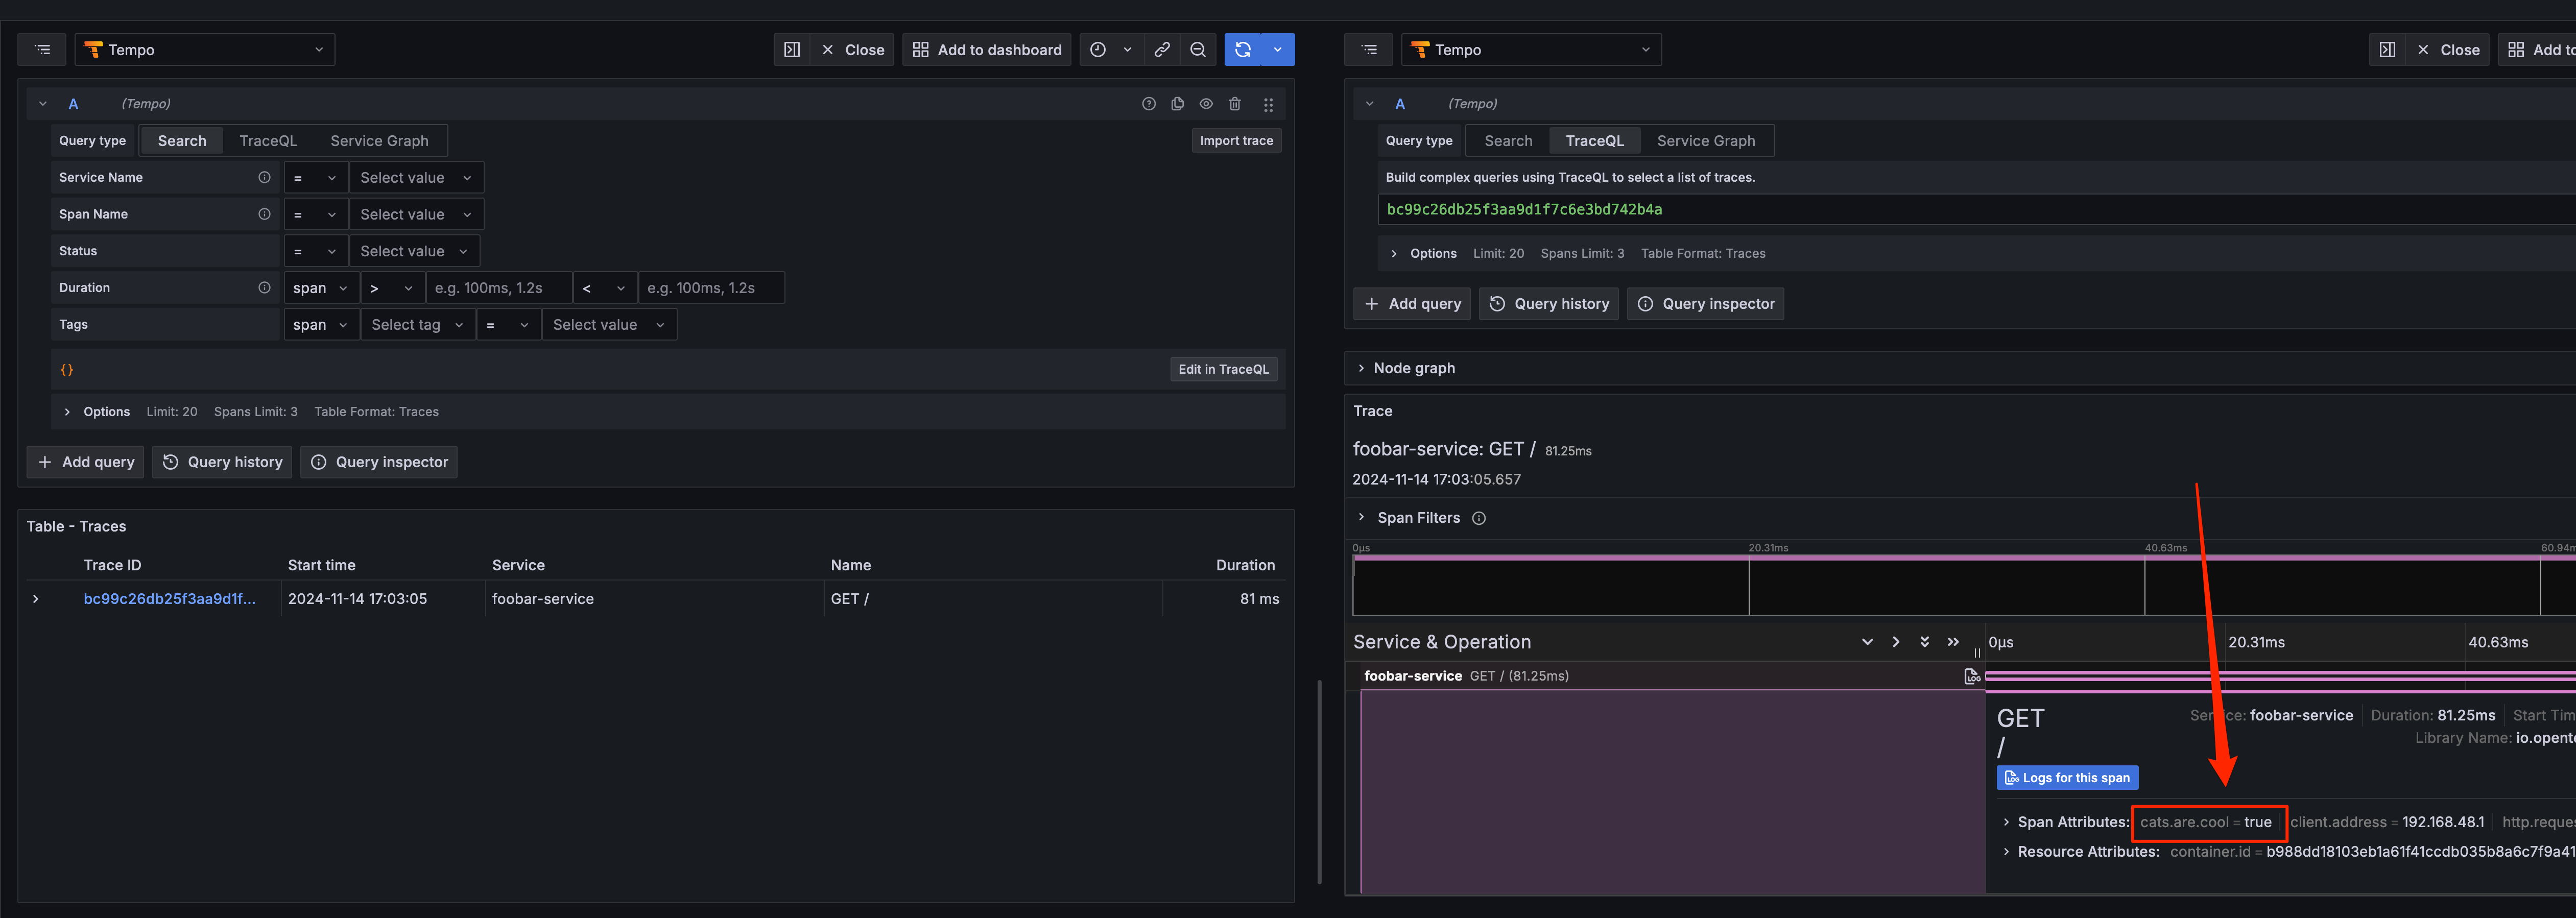 Tempo
Close
Add to dashboard
A (Tempo)
Query type Search TraceQL Service Graph
Import trace
Service Name = Select value
Span Name = Select value
Status = Select value
Duration span > e.g. 100ms, 1.2s < e.g. 100ms, 1.2s
Tags span Select tag = Select value
{}
Edit in TraceQL
Options Limit: 20 Spans Limit: 3 Table Format: Traces
+ Add query Query history Query inspector
Table - Traces
Trace ID Start time Service Name Duration
bc99c26db25f3aa9d1f... 2024-11-14 17:03:05 foobar-service GET / 81 ms
Tempo
Close
Add to
A (Tempo)
Query type Search TraceQL Service Graph
Build complex queries using TraceQL to select a list of traces.
bc99c26db25f3aa9d1f7c6e3bd742b4a
Options Limit: 20 Spans Limit: 3 Table Format: Traces
+ Add query Query history Query inspector
Node graph
Trace
foobar-service: GET / 81.25ms
2024-11-14 17:03:05.657
Span Filters
0μs 20.31ms 40.63ms 60.94m
Service & Operation 0μs 20.31ms 40.63ms
foobar-service GET / (81.25ms)
LOG
GET
/
Service: foobar-service Duration: 81.25ms Start Tim
Library Name: io.opente
Logs for this span
Span Attributes: cats.are.cool = true client.address = 192.168.48.1 http.reques
Resource Attributes: container.id = b988dd18103eb1a61f41ccdb035b8a6c7f9a41